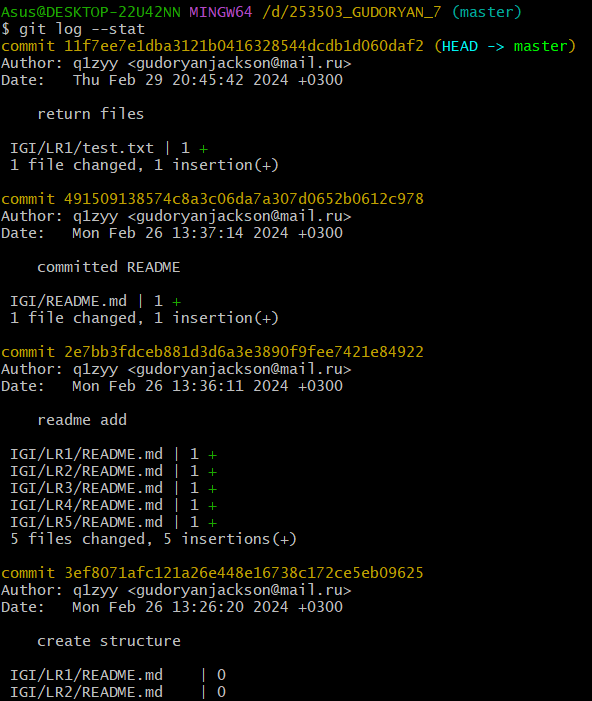 Asus@DESKTOP-22U42NN MINGW64 /d/253503_GUDORYAN_7 (master)
$ git log --stat
commit 11f7ee7e1dba3121b0416328544dcdb1d060daf2 (HEAD -> master)
Author: q1zyy <gudoryanjackson@mail.ru>
Date:   Thu Feb 29 20:45:42 2024 +0300

    return files

 IGI/LR1/test.txt | 1 +
 1 file changed, 1 insertion(+)

commit 491509138574c8a3c06da7a307d0652b0612c978
Author: q1zyy <gudoryanjackson@mail.ru>
Date:   Mon Feb 26 13:37:14 2024 +0300

    committed README

 IGI/README.md | 1 +
 1 file changed, 1 insertion(+)

commit 2e7bb3fdceb881d3d6a3e3890f9fee7421e84922
Author: q1zyy <gudoryanjackson@mail.ru>
Date:   Mon Feb 26 13:36:11 2024 +0300

    readme add

 IGI/LR1/README.md | 1 +
 IGI/LR2/README.md | 1 +
 IGI/LR3/README.md | 1 +
 IGI/LR4/README.md | 1 +
 IGI/LR5/README.md | 1 +
 5 files changed, 5 insertions(+)

commit 3ef8071afc121a26e448e16738c172ce5eb09625
Author: q1zyy <gudoryanjackson@mail.ru>
Date:   Mon Feb 26 13:26:20 2024 +0300

    create structure

 IGI/LR1/README.md    | 0
 IGI/LR2/README.md    | 0